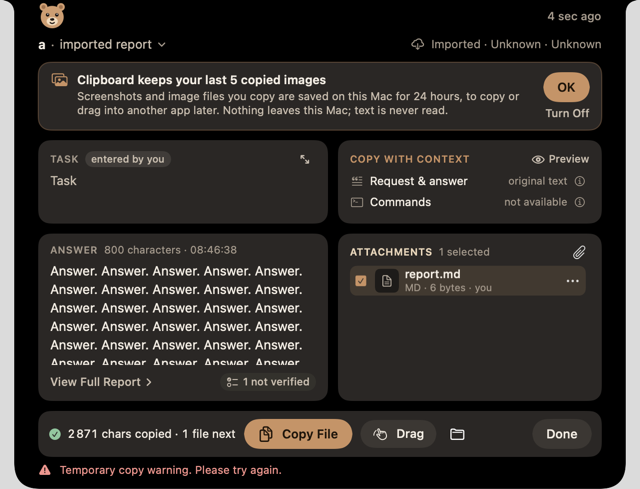 4 sec ago
a · imported report
Imported · Unknown · Unknown
Clipboard keeps your last 5 copied images
Screenshots and image files you copy are saved on this Mac for 24 hours, to copy or
drag into another app later. Nothing leaves this Mac; text is never read.
OK
Turn Off
TASK entered by you
Task
COPY WITH CONTEXT
Preview
Request & answer original text
Commands not available
ANSWER 800 characters · 08:46:38
Answer. Answer. Answer. Answer. Answer.
Answer. Answer. Answer. Answer. Answer.
Answer. Answer. Answer. Answer. Answer.
Answer. Answer. Answer. Answer. Answer.
Answer. Answer. Answer. Answer. Answer.
Answer. Answer. Answer. Answer. Answer.
View Full Report
1 not verified
ATTACHMENTS 1 selected
report.md
MD · 6 bytes · you
2 871 chars copied · 1 file next
Copy File
Drag
Done
Temporary copy warning. Please try again.